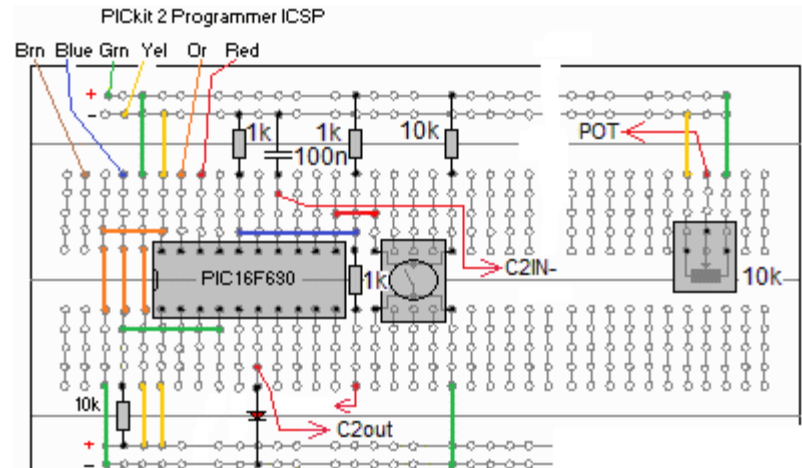 PICkit 2 Programmer ICSP
Brn Blue Grn Yel Or Red
+
−
1k
100n
1k
10k
POT
PIC16F630
1k
C2IN-
10k
10k
C2out
+
−